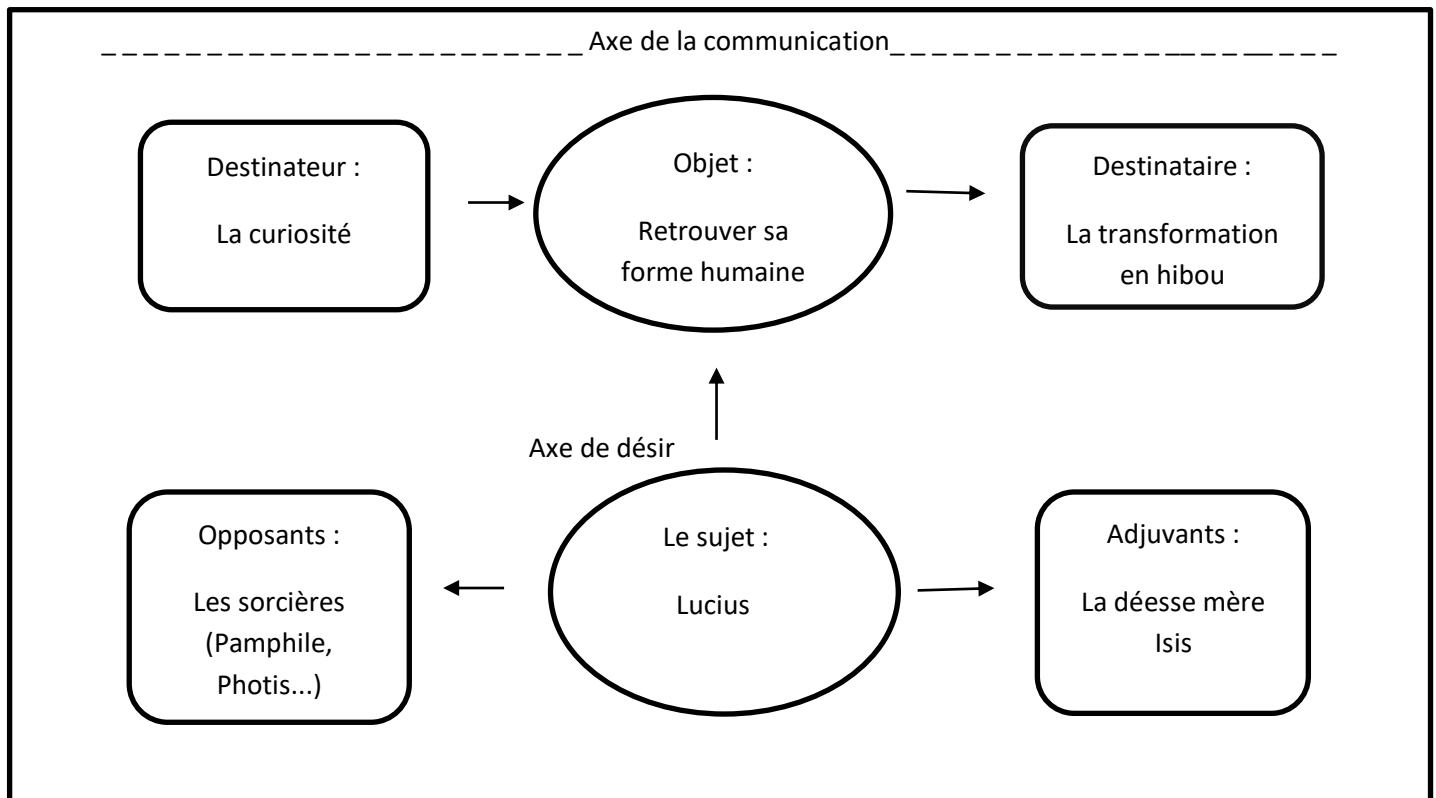 _ _ _ _ _ _ _ _ _ _ _ _ _ _ _ _ _ _ _ _ _ _ _ Axe de la communication_ _ _ _ _ _ _ _ _ _ _ _ _ _ _ _ _ _ _ _ _
Destinateur :
La curiosité
Objet :
Retrouver sa
forme humaine
Destinataire :
La transformation
en hibou
Axe de désir
Opposants :
Les sorcières
(Pamphile,
Photis...)
Le sujet :
Lucius
Adjuvants :
La déesse mère
Isis